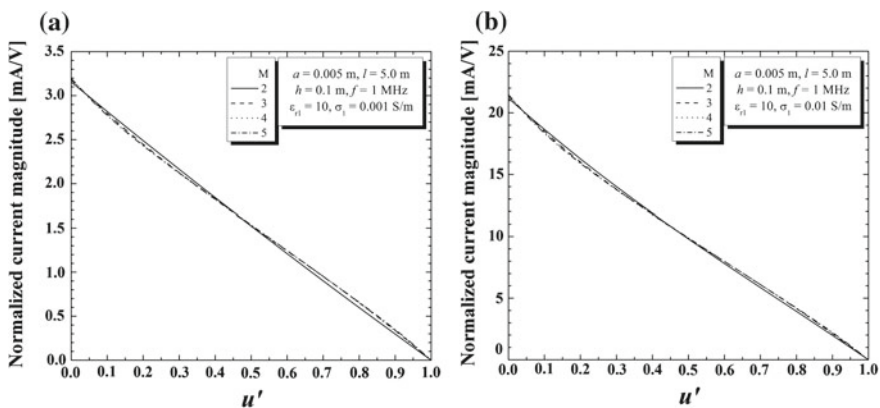 (a)
Normalized current magnitude [mA/V]
3.5
3.0
2.5
2.0
1.5
1.0
0.5
0.0
0.0 0.1 0.2 0.3 0.4 0.5 0.6 0.7 0.8 0.9 1.0
u'
M
2
3
4
5
a = 0.005 m, l = 5.0 m
h = 0.1 m, f = 1 MHz
εr1 = 10, σ1 = 0.001 S/m
(b)
Normalized current magnitude [mA/V]
25
20
15
10
5
0
0.0 0.1 0.2 0.3 0.4 0.5 0.6 0.7 0.8 0.9 1.0
u'
M
2
3
4
5
a = 0.005 m, l = 5.0 m
h = 0.1 m, f = 1 MHz
εr1 = 10, σ1 = 0.01 S/m